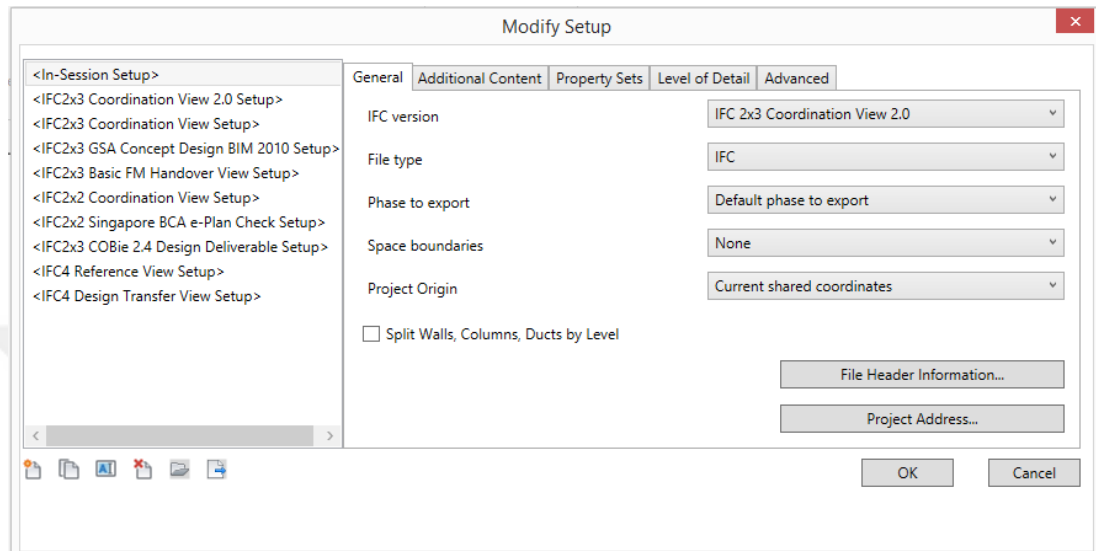 Modify Setup
<In-Session Setup>
<IFC2x3 Coordination View 2.0 Setup>
<IFC2x3 Coordination View Setup>
<IFC2x3 GSA Concept Design BIM 2010 Setup>
<IFC2x3 Basic FM Handover View Setup>
<IFC2x2 Coordination View Setup>
<IFC2x2 Singapore BCA e-Plan Check Setup>
<IFC2x3 COBie 2.4 Design Deliverable Setup>
<IFC4 Reference View Setup>
<IFC4 Design Transfer View Setup>
General Additional Content Property Sets Level of Detail Advanced
IFC version IFC 2x3 Coordination View 2.0
File type IFC
Phase to export Default phase to export
Space boundaries None
Project Origin Current shared coordinates
Split Walls, Columns, Ducts by Level
File Header Information...
Project Address...
OK Cancel